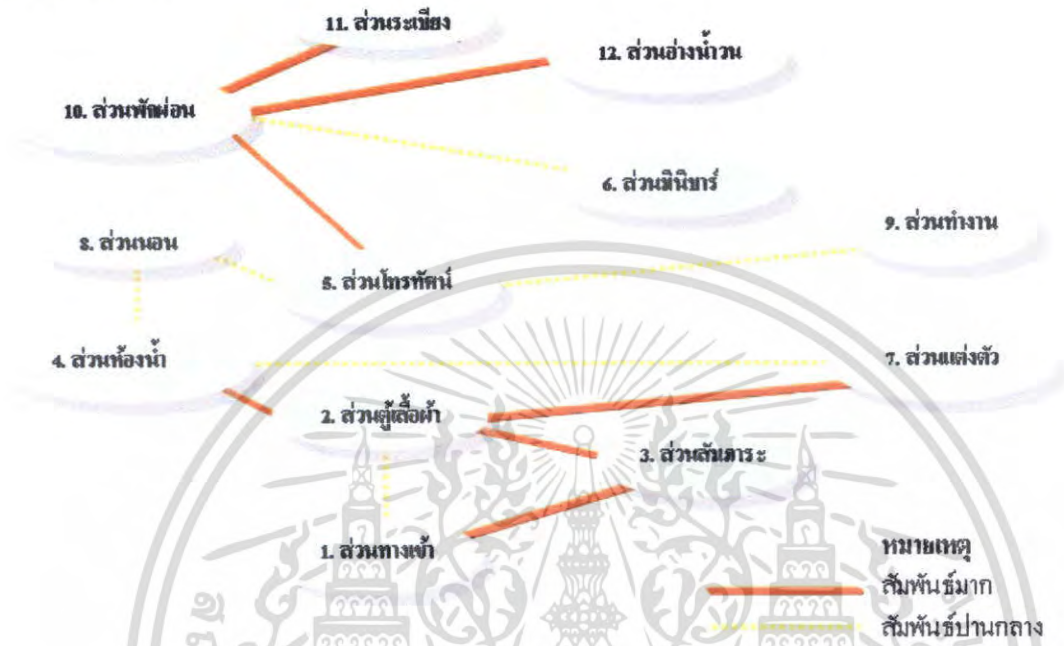 11. ส่วนระเบียง
12. ส่วนอ่างน้ำวน
10. ส่วนพักผ่อน
6. ส่วนมินิบาร์
9. ส่วนทำงาน
8. ส่วนนอน
5. ส่วนโทรทัศน์
4. ส่วนห้องน้ำ
7. ส่วนแต่งตัว
2. ส่วนตู้เสื้อผ้า
3. ส่วนสัมภาระ
1. ส่วนทางเข้า
หมายเหตุ
สัมพันธ์มาก
สัมพันธ์ปานกลาง